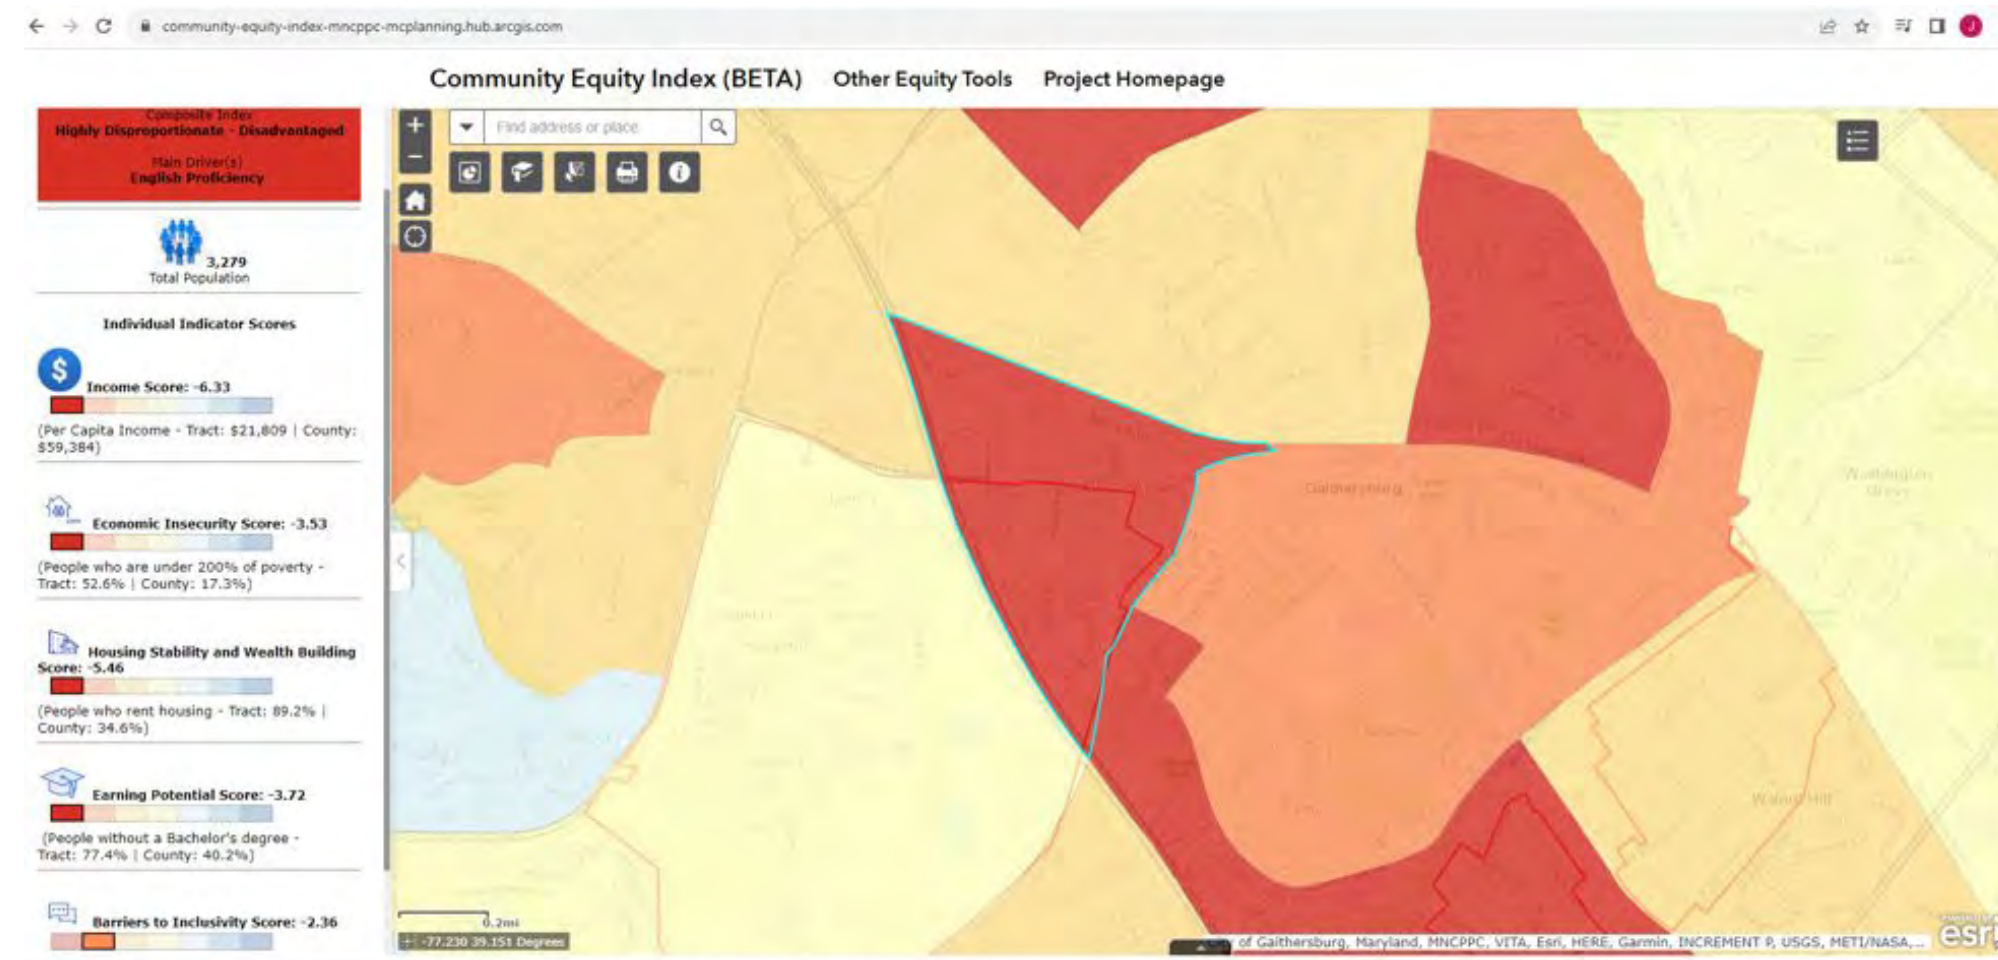 community-equity-index-mncppc-mcplanning.hub.arcgis.com
J
Community Equity Index (BETA) Other Equity Tools Project Homepage
Composite Index
Highly Disproportionate - Disadvantaged
Main Driver(s)
English Proficiency
3,279
Total Population
Individual Indicator Scores
Income Score: -6.33
(Per Capita Income - Tract: $21,809 | County:
$59,384)
Economic Insecurity Score: -3.53
(People who are under 200% of poverty -
Tract: 52.6% | County: 17.3%)
Housing Stability and Wealth Building
Score: -5.46
(People who rent housing - Tract: 89.2% |
County: 34.6%)
Earning Potential Score: -3.72
(People without a Bachelor's degree -
Tract: 77.4% | County: 40.2%)
Barriers to Inclusivity Score: -2.36
Find address or place
Gaithersburg
Washington
Grove
Walnut Hill
0.2mi
-77.230 39.151 Degrees
of Gaithersburg, Maryland, MNCPPC, VITA, Esri, HERE, Garmin, INCREMENT P, USGS, METI/NASA,...
esri